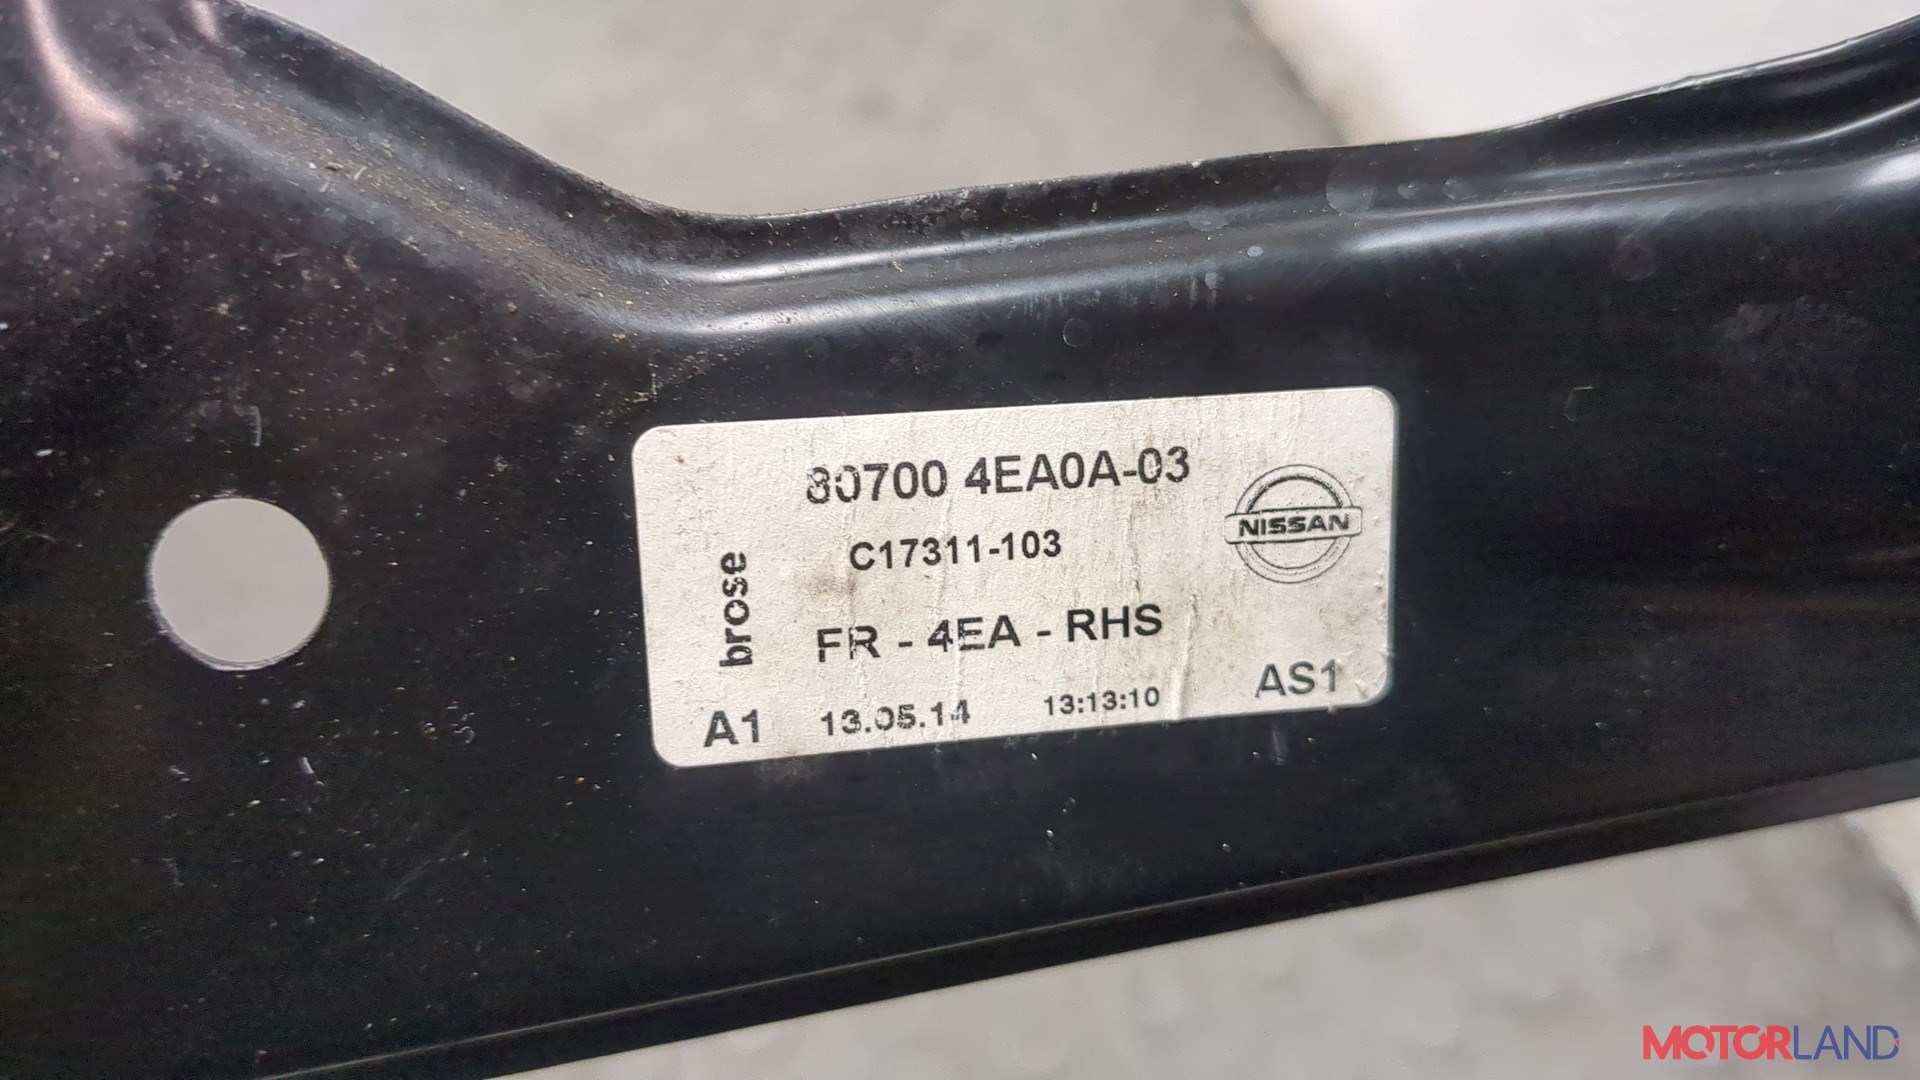 80700 4EA0A-03
NISSAN
C17311-103
brose
FR - 4EA - RHS
AS1
A1 13.05.14 13:13:10
MOTORLAND